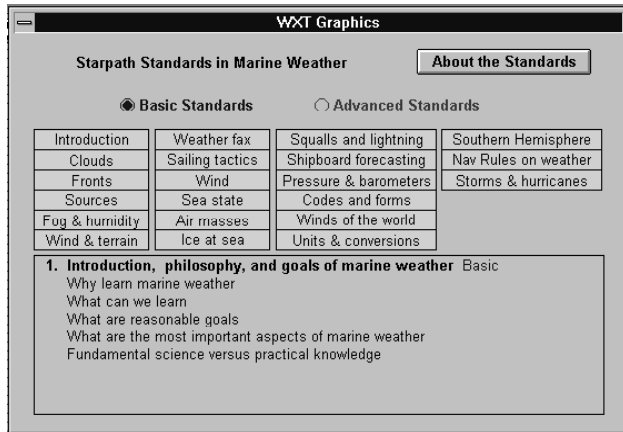 WXT Graphics
Starpath Standards in Marine Weather
About the Standards
Basic Standards
Advanced Standards
Introduction
Weather fax
Squalls and lightning
Southern Hemisphere
Clouds
Sailing tactics
Shipboard forecasting
Nav Rules on weather
Fronts
Wind
Pressure & barometers
Storms & hurricanes
Sources
Sea state
Codes and forms
Fog & humidity
Air masses
Winds of the world
Wind & terrain
Ice at sea
Units & conversions
1. Introduction, philosophy, and goals of marine weather Basic
Why learn marine weather
What can we learn
What are reasonable goals
What are the most important aspects of marine weather
Fundamental science versus practical knowledge